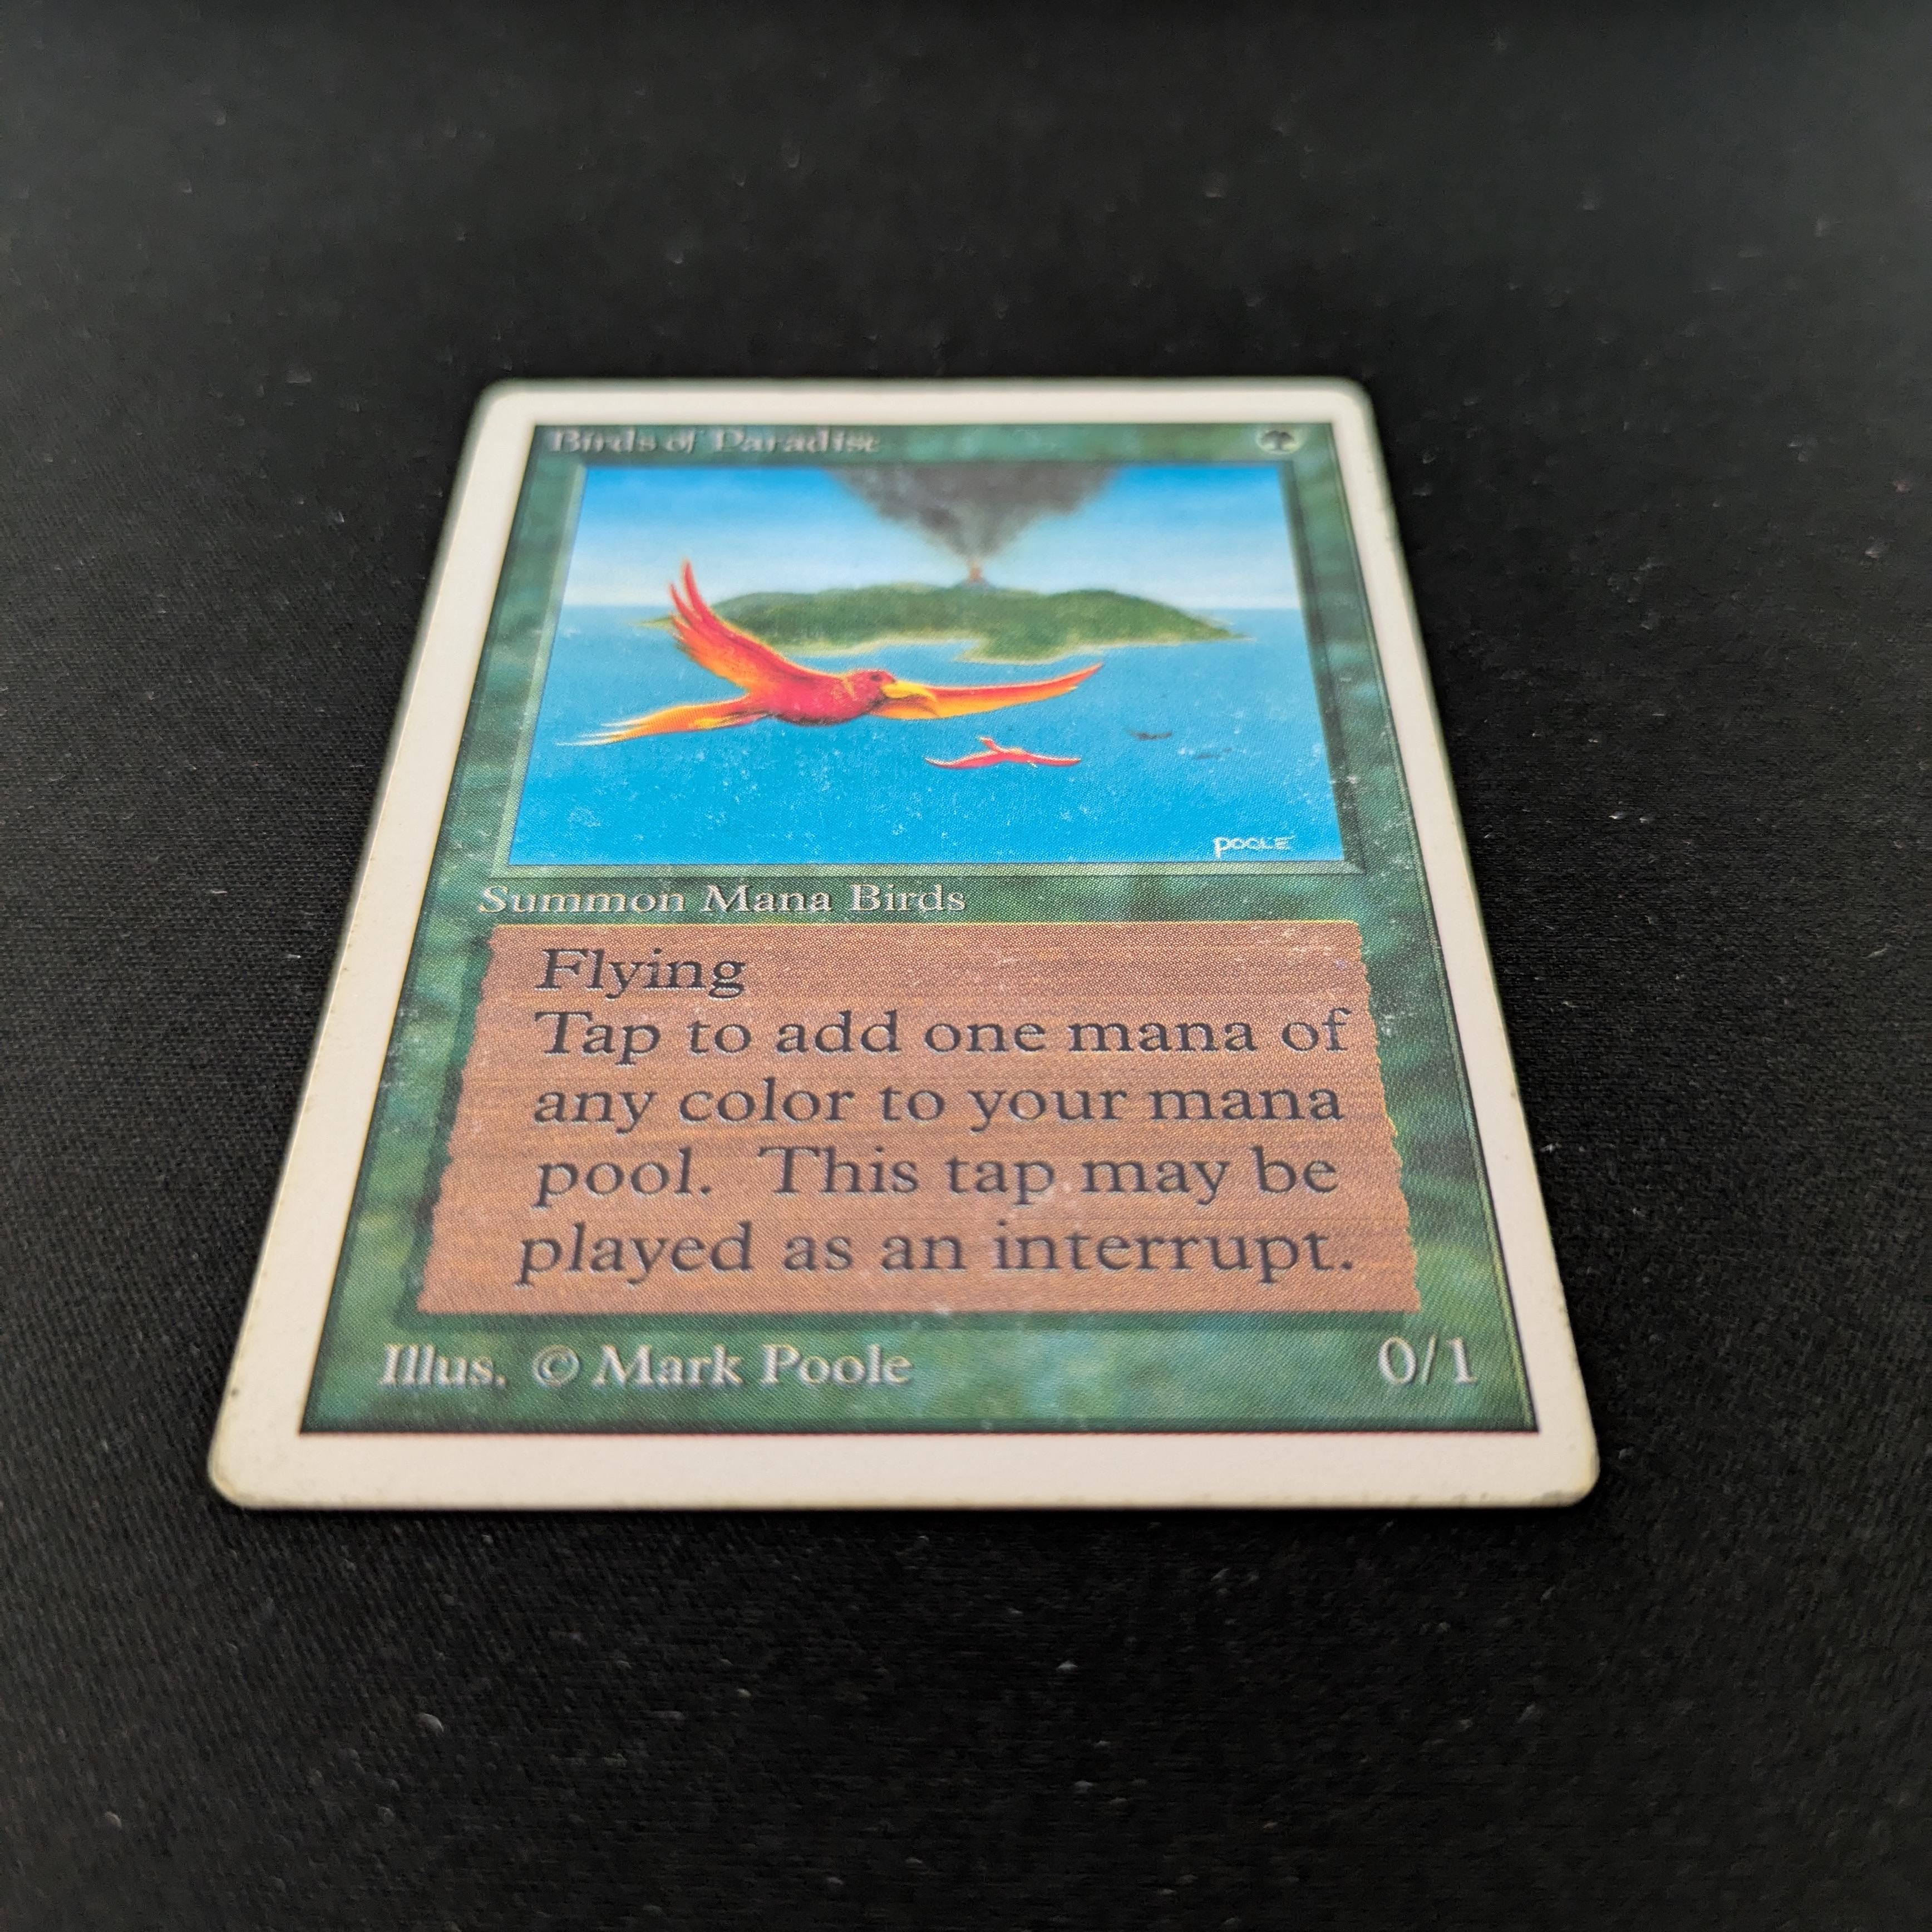 Birds of Paradise
POOLE
Summon Mana Birds
Flying
Tap to add one mana of
any color to your mana
pool. This tap may be
played as an interrupt.
Illus. © Mark Poole
0/1